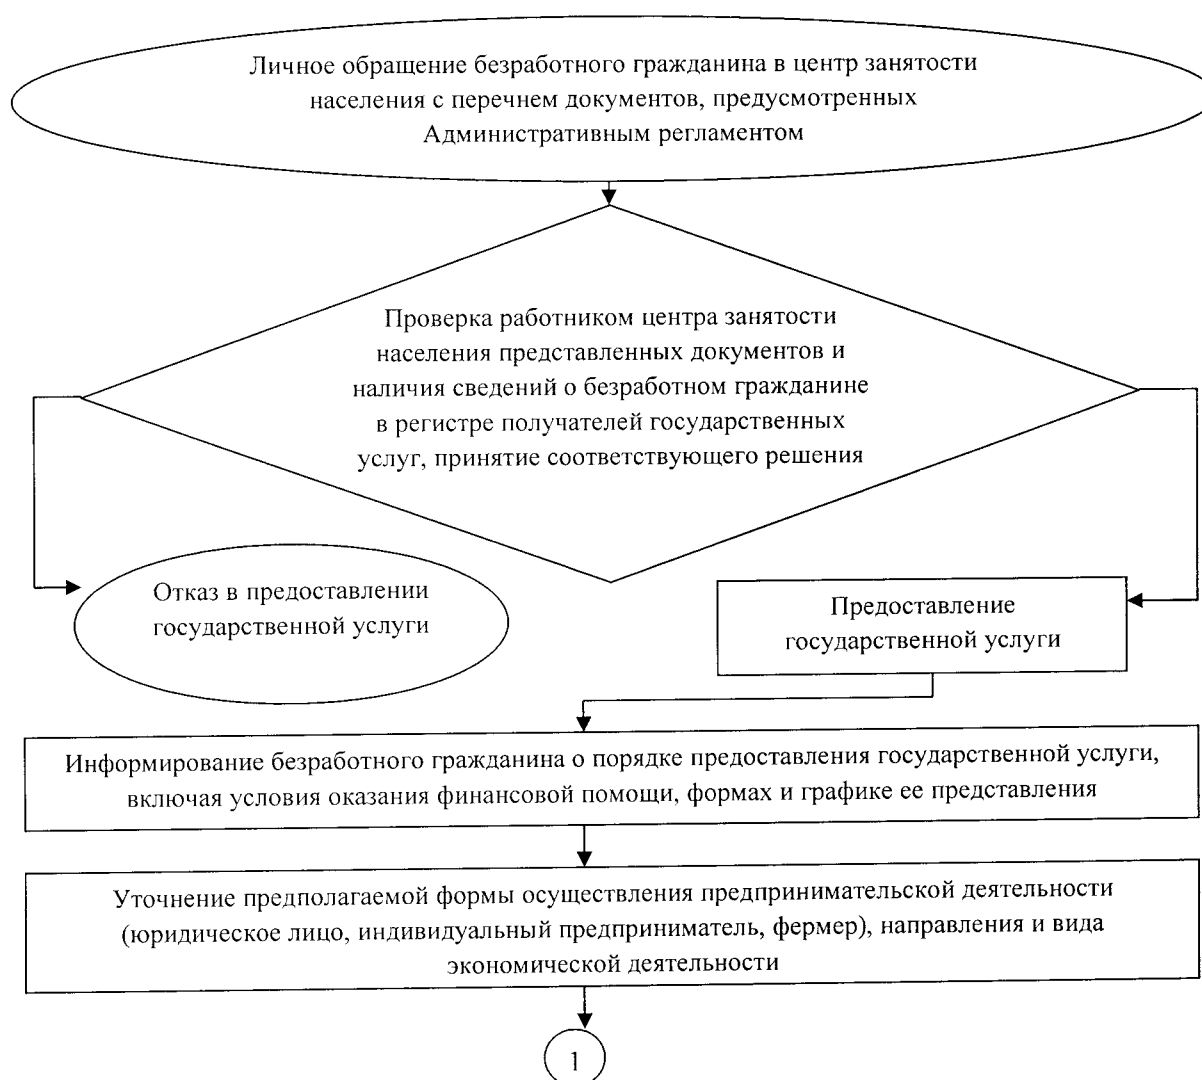 Личное обращение безработного гражданина в центр занятости
населения с перечнем документов, предусмотренных
Административным регламентом
Проверка работником центра занятости
населения представленных документов и
наличия сведений о безработном гражданине
в регистре получателей государственных
услуг, принятие соответствующего решения
Отказ в предоставлении
государственной услуги
Предоставление
государственной услуги
Информирование безработного гражданина о порядке предоставления государственной услуги,
включая условия оказания финансовой помощи, формах и графике ее представления
Уточнение предполагаемой формы осуществления предпринимательской деятельности
(юридическое лицо, индивидуальный предприниматель, фермер), направления и вида
экономической деятельности
1